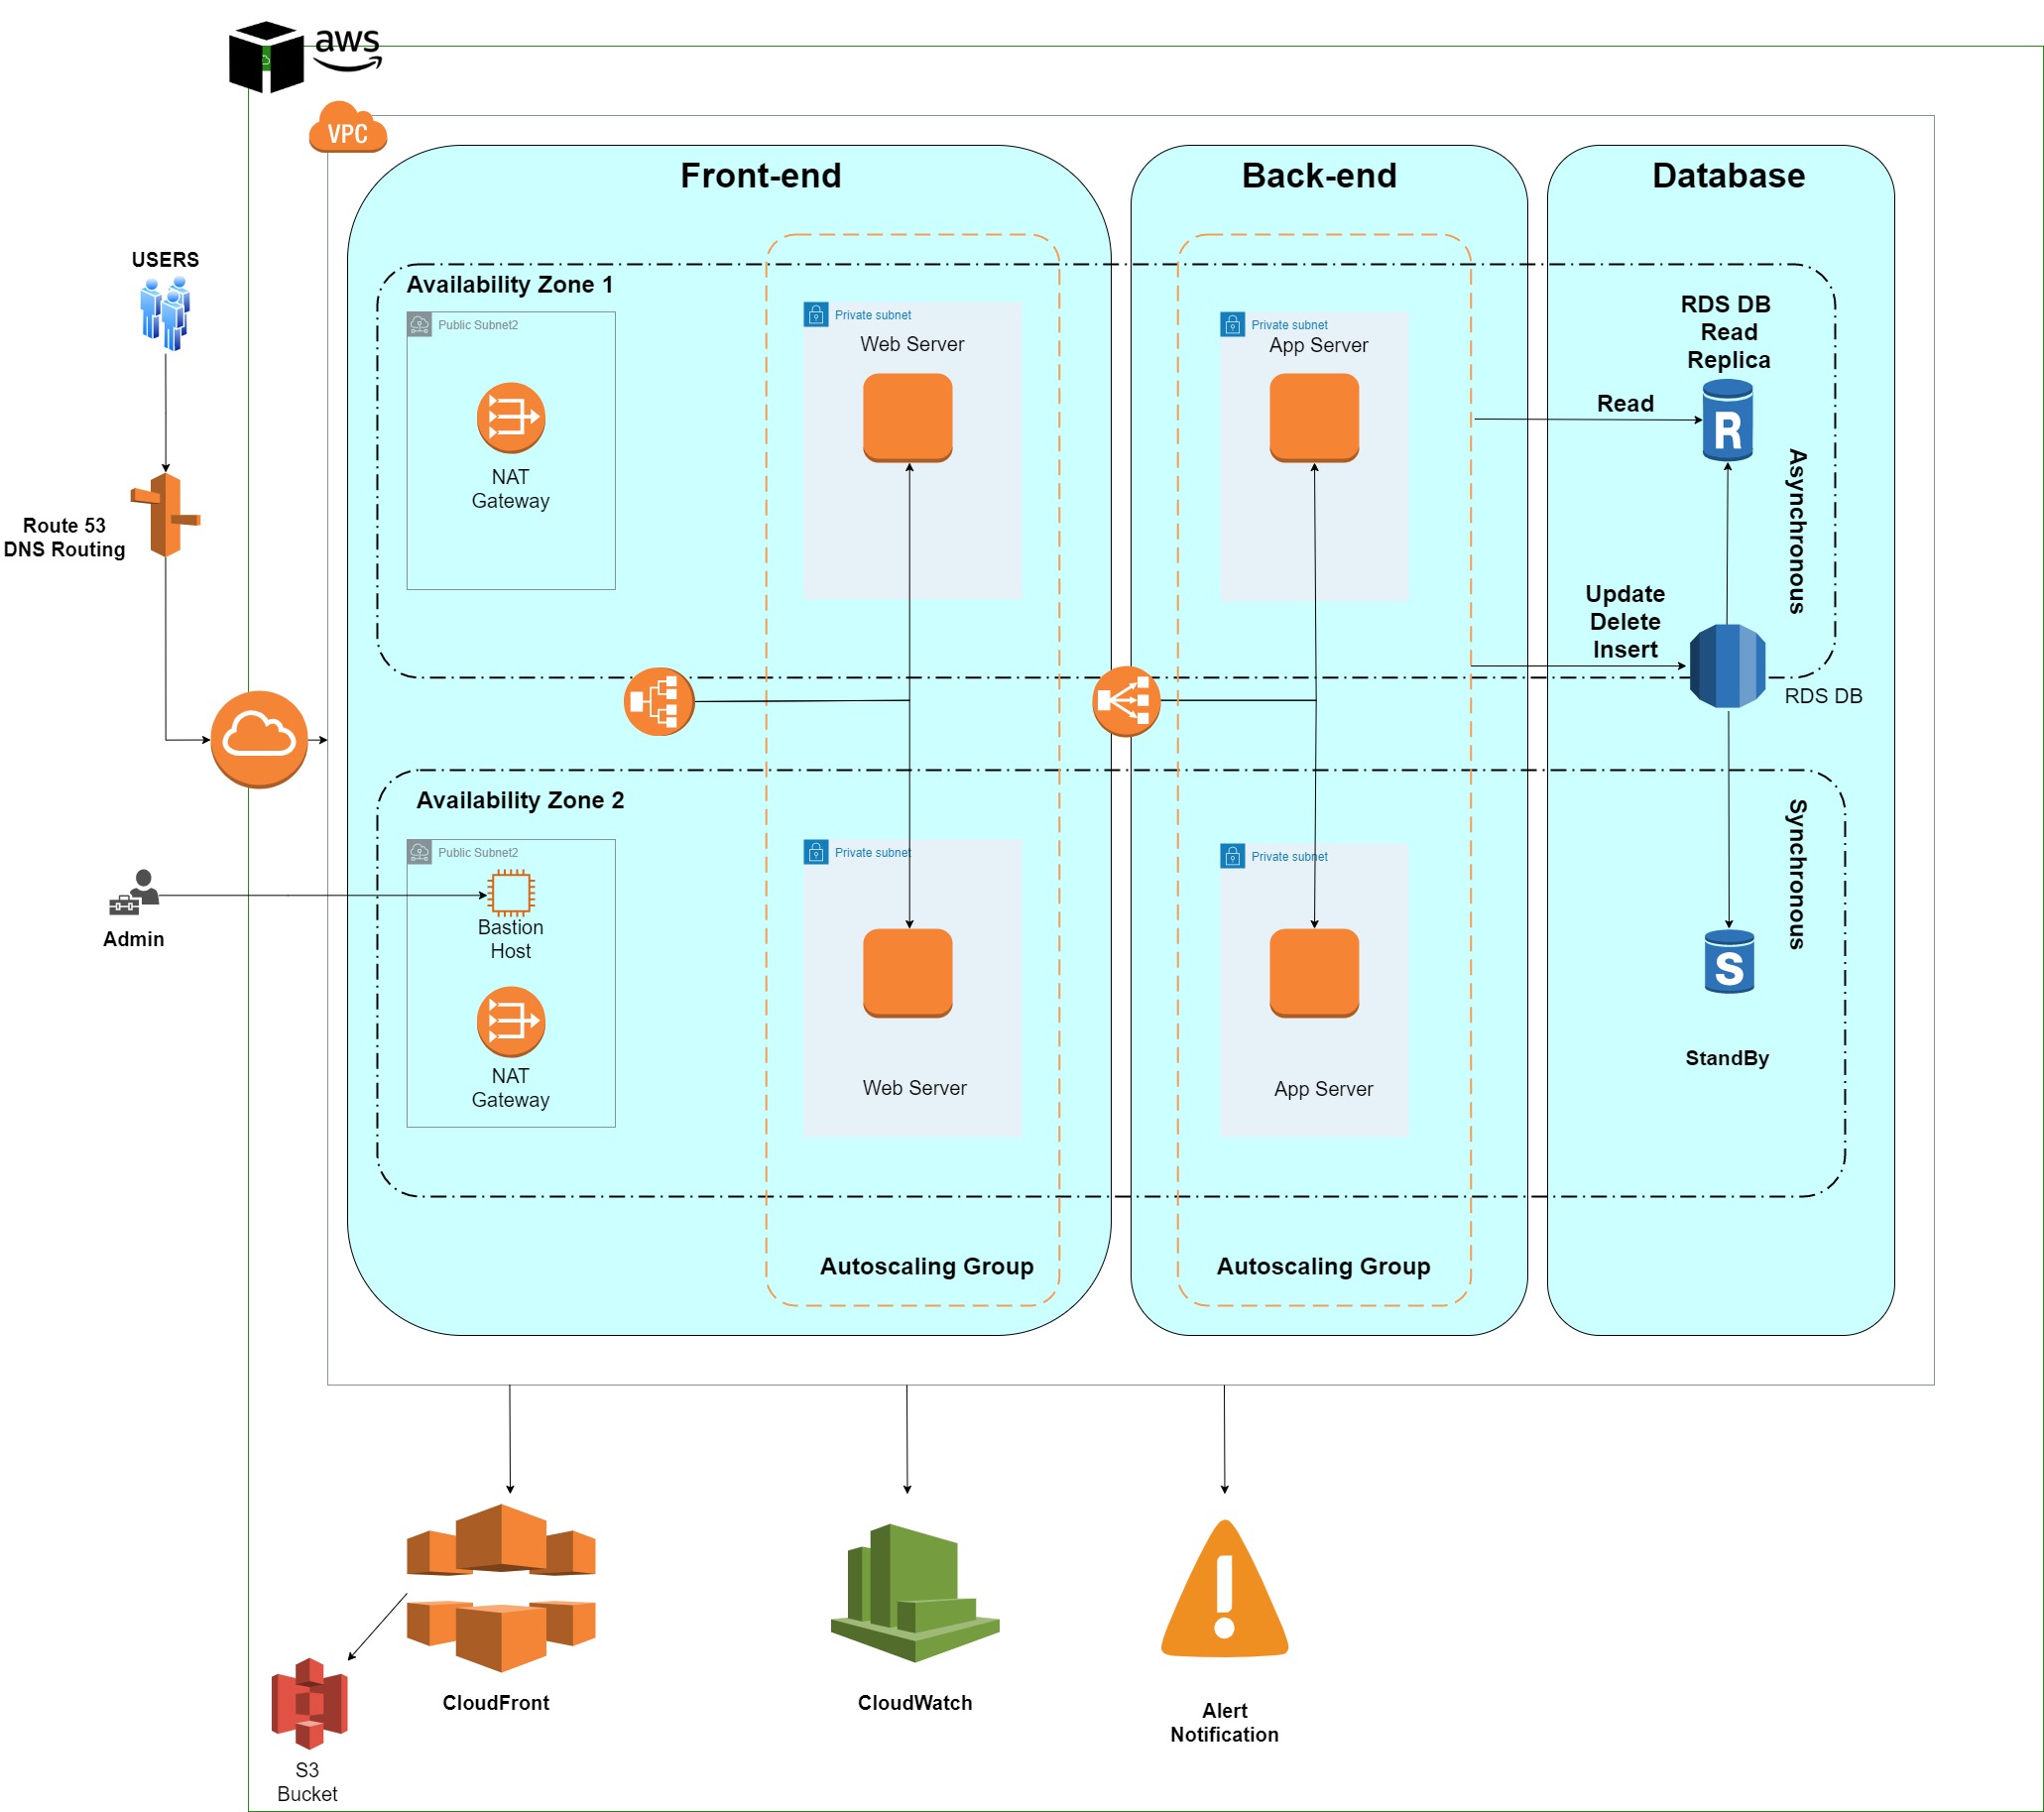 aws
VPC
Front-end
Back-end
Database
USERS
Availability Zone 1
Public Subnet2
NAT
Gateway
Private subnet
Web Server
Private subnet
App Server
RDS DB
Read
Replica
Read
R
Asynchronous
Update
Delete
Insert
RDS DB
Route 53
DNS Routing
Availability Zone 2
Public Subnet2
Bastion
Host
NAT
Gateway
Private subnet
Web Server
Private subnet
App Server
Synchronous
S
StandBy
Admin
Autoscaling Group
Autoscaling Group
CloudFront
CloudWatch
Alert
Notification
S3
Bucket